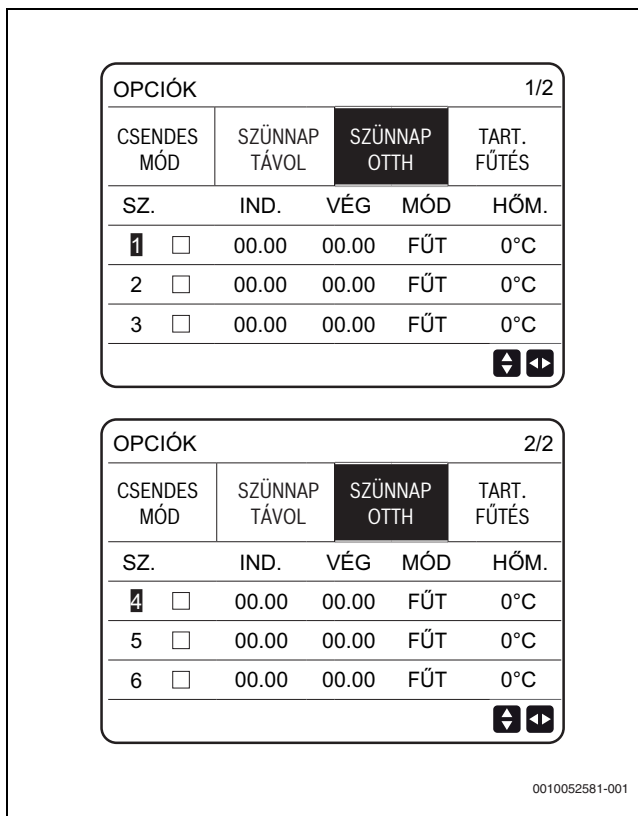 OPCIÓK 1/2
CSENDES MÓD SZÜNNAP TÁVOL SZÜNNAP OTTH TART. FŰTÉS
SZ. IND. VÉG MÓD HŐM.
1 ☐ 00.00 00.00 FŰT 0°C
2 ☐ 00.00 00.00 FŰT 0°C
3 ☐ 00.00 00.00 FŰT 0°C
OPCIÓK 2/2
CSENDES MÓD SZÜNNAP TÁVOL SZÜNNAP OTTH TART. FŰTÉS
SZ. IND. VÉG MÓD HŐM.
4 ☐ 00.00 00.00 FŰT 0°C
5 ☐ 00.00 00.00 FŰT 0°C
6 ☐ 00.00 00.00 FŰT 0°C
0010052581-001